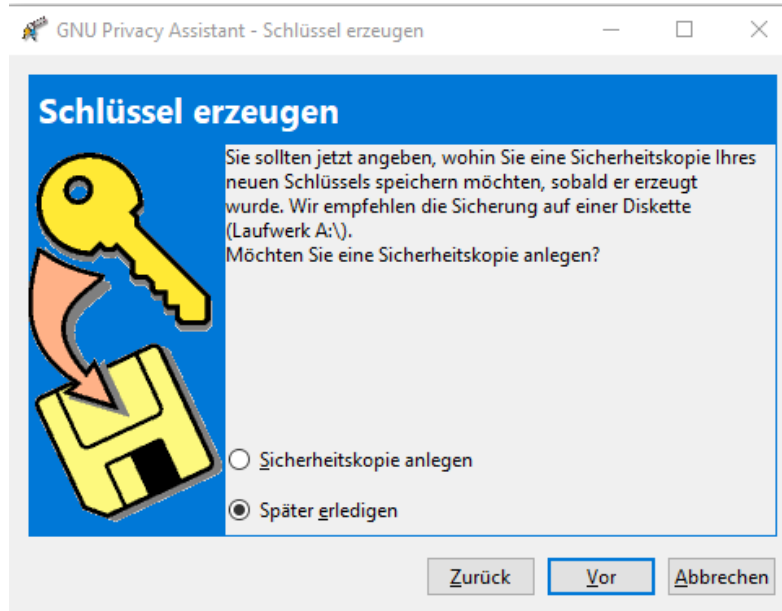 GNU Privacy Assistant - Schlüssel erzeugen
Schlüssel erzeugen
Sie sollten jetzt angeben, wohin Sie eine Sicherheitskopie Ihres
neuen Schlüssels speichern möchten, sobald er erzeugt
wurde. Wir empfehlen die Sicherung auf einer Diskette
(Laufwerk A:\).
Möchten Sie eine Sicherheitskopie anlegen?
Sicherheitskopie anlegen
Später erledigen
Zurück Vor Abbrechen